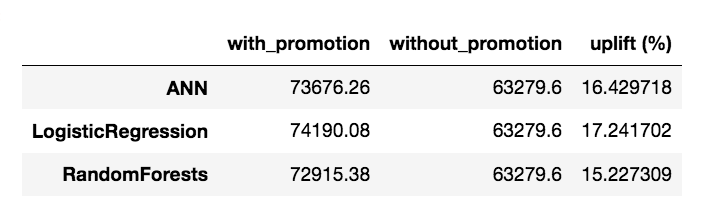 with_promotion without_promotion uplift (%)
ANN 73676.26 63279.6 16.429718
LogisticRegression 74190.08 63279.6 17.241702
RandomForests 72915.38 63279.6 15.227309